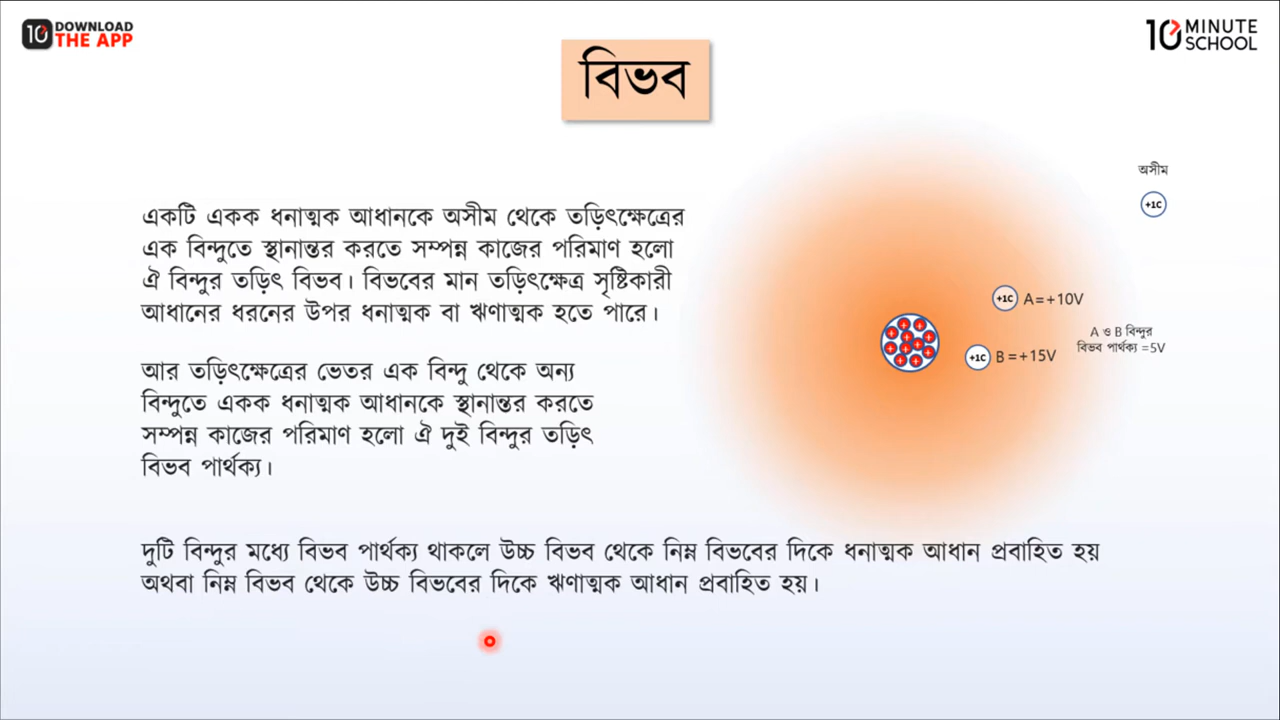 10 DOWNLOAD
THE APP
10 MINUTE
SCHOOL
বিভব
একটি একক ধনাত্মক আধানকে অসীম থেকে তড়িৎক্ষেত্রের
এক বিন্দুতে স্থানান্তর করতে সম্পন্ন কাজের পরিমাণ হলো
ঐ বিন্দুর তড়িৎ বিভব। বিভবের মান তড়িৎক্ষেত্র সৃষ্টিকারী
আধানের ধরনের উপর ধনাত্মক বা ঋণাত্মক হতে পারে।
আর তড়িৎক্ষেত্রের ভেতর এক বিন্দু থেকে অন্য
বিন্দুতে একক ধনাত্মক আধানকে স্থানান্তর করতে
সম্পন্ন কাজের পরিমাণ হলো ঐ দুই বিন্দুর তড়িৎ
বিভব পার্থক্য।
অসীম
+1C
+1C A=+10V
+1C B =+15V
A ও B বিন্দুর
বিভব পার্থক্য =5V
দুটি বিন্দুর মধ্যে বিভব পার্থক্য থাকলে উচ্চ বিভব থেকে নিম্ন বিভবের দিকে ধনাত্মক আধান প্রবাহিত হয়
অথবা নিম্ন বিভব থেকে উচ্চ বিভবের দিকে ঋণাত্মক আধান প্রবাহিত হয়।